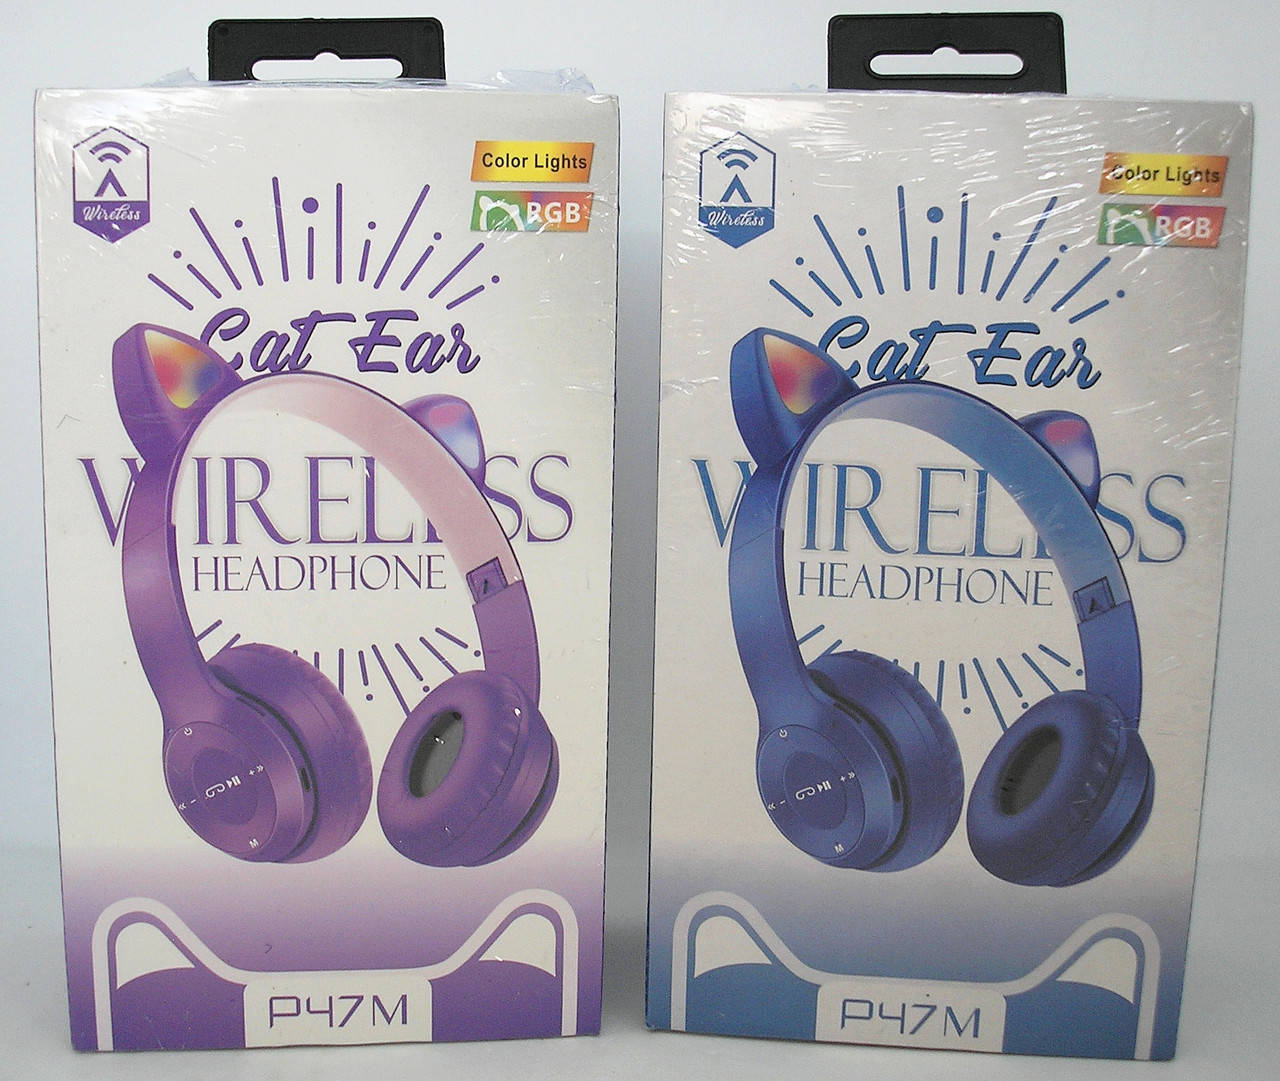 Wireless
Color Lights
RGB
Cat Ear
WIRELESS
HEADPHONE
M
P47M
Wireless
Color Lights
RGB
Cat Ear
WIRELESS
HEADPHONE
M
P47M